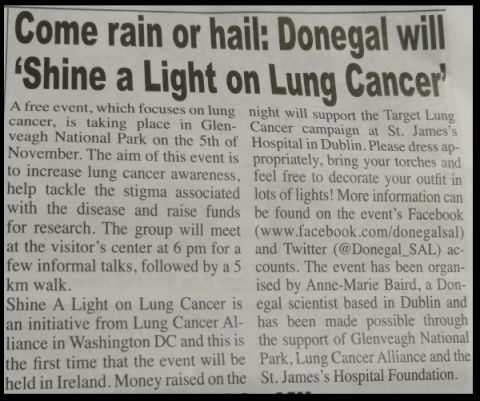 Come rain or hail: Donegal will
'Shine a Light on Lung Cancer'
A free event, which focuses on lung
cancer, is taking place in Glen-
veagh National Park on the 5th of
November. The aim of this event is
to increase lung cancer awareness,
help tackle the stigma associated
with the disease and raise funds
for research. The group will meet
at the visitor's center at 6 pm for a
few informal talks, followed by a 5
km walk.
Shine A Light on Lung Cancer is
an initiative from Lung Cancer Al-
liance in Washington DC and this is
the first time that the event will be
held in Ireland. Money raised on the
night will support the Target Lung
Cancer campaign at St. James's
Hospital in Dublin. Please dress ap-
propriately, bring your torches and
feel free to decorate your outfit in
lots of lights! More information can
be found on the event's Facebook
(www.facebook.com/donegalsal)
and Twitter (@Donegal_SAL) ac-
counts. The event has been organ-
ised by Anne-Marie Baird, a Don-
egal scientist based in Dublin and
has been made possible through
the support of Glenveagh National
Park, Lung Cancer Alliance and the
St. James's Hospital Foundation.